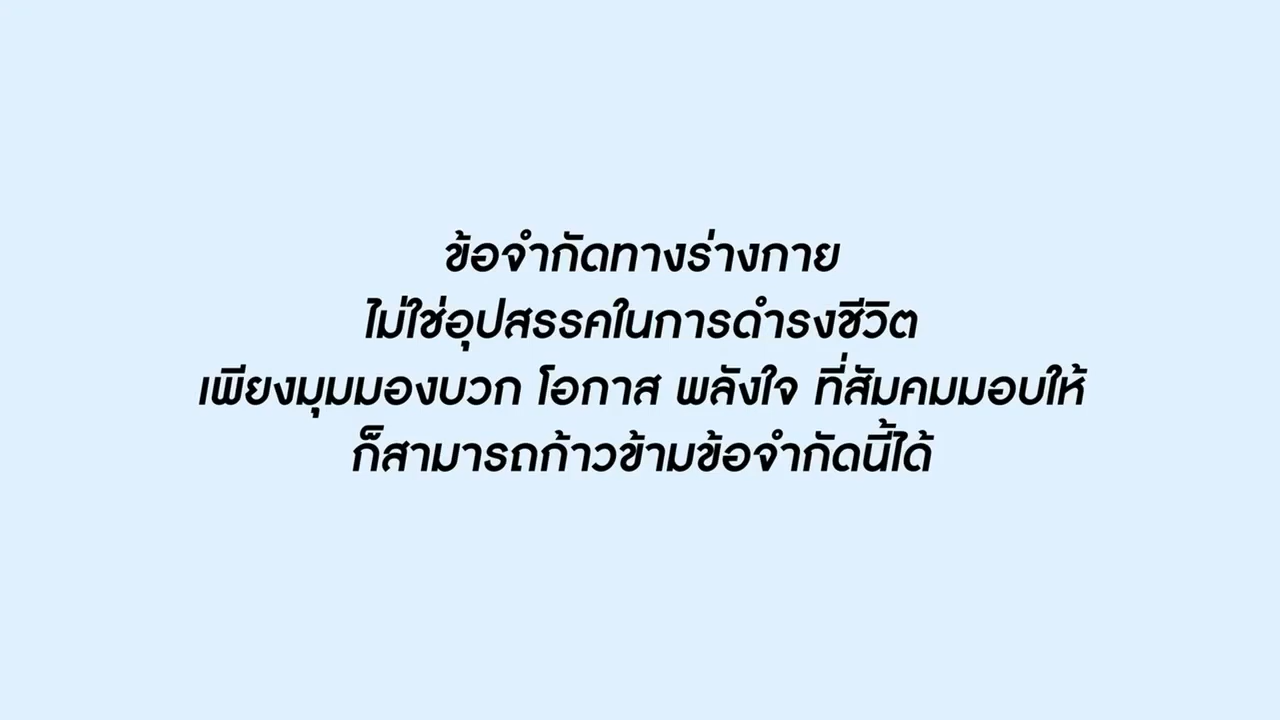 ข้อจำกัดทางร่างกาย
ไม่ใช่อุปสรรคในการดำรงชีวิต
เพียงมุมมองบวก โอกาส พลังใจ ที่สัมคมมอบให้
ก็สามารถก้าวข้ามข้อจำกัดนี้ได้